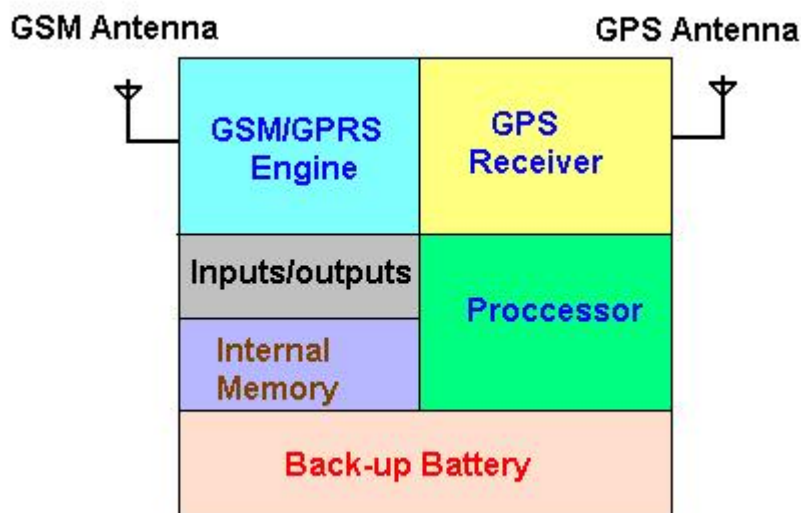 GSM Antenna
GPS Antenna
GSM/GPRS
Engine
GPS
Receiver
Inputs/outputs
Proccessor
Internal
Memory
Back-up Battery